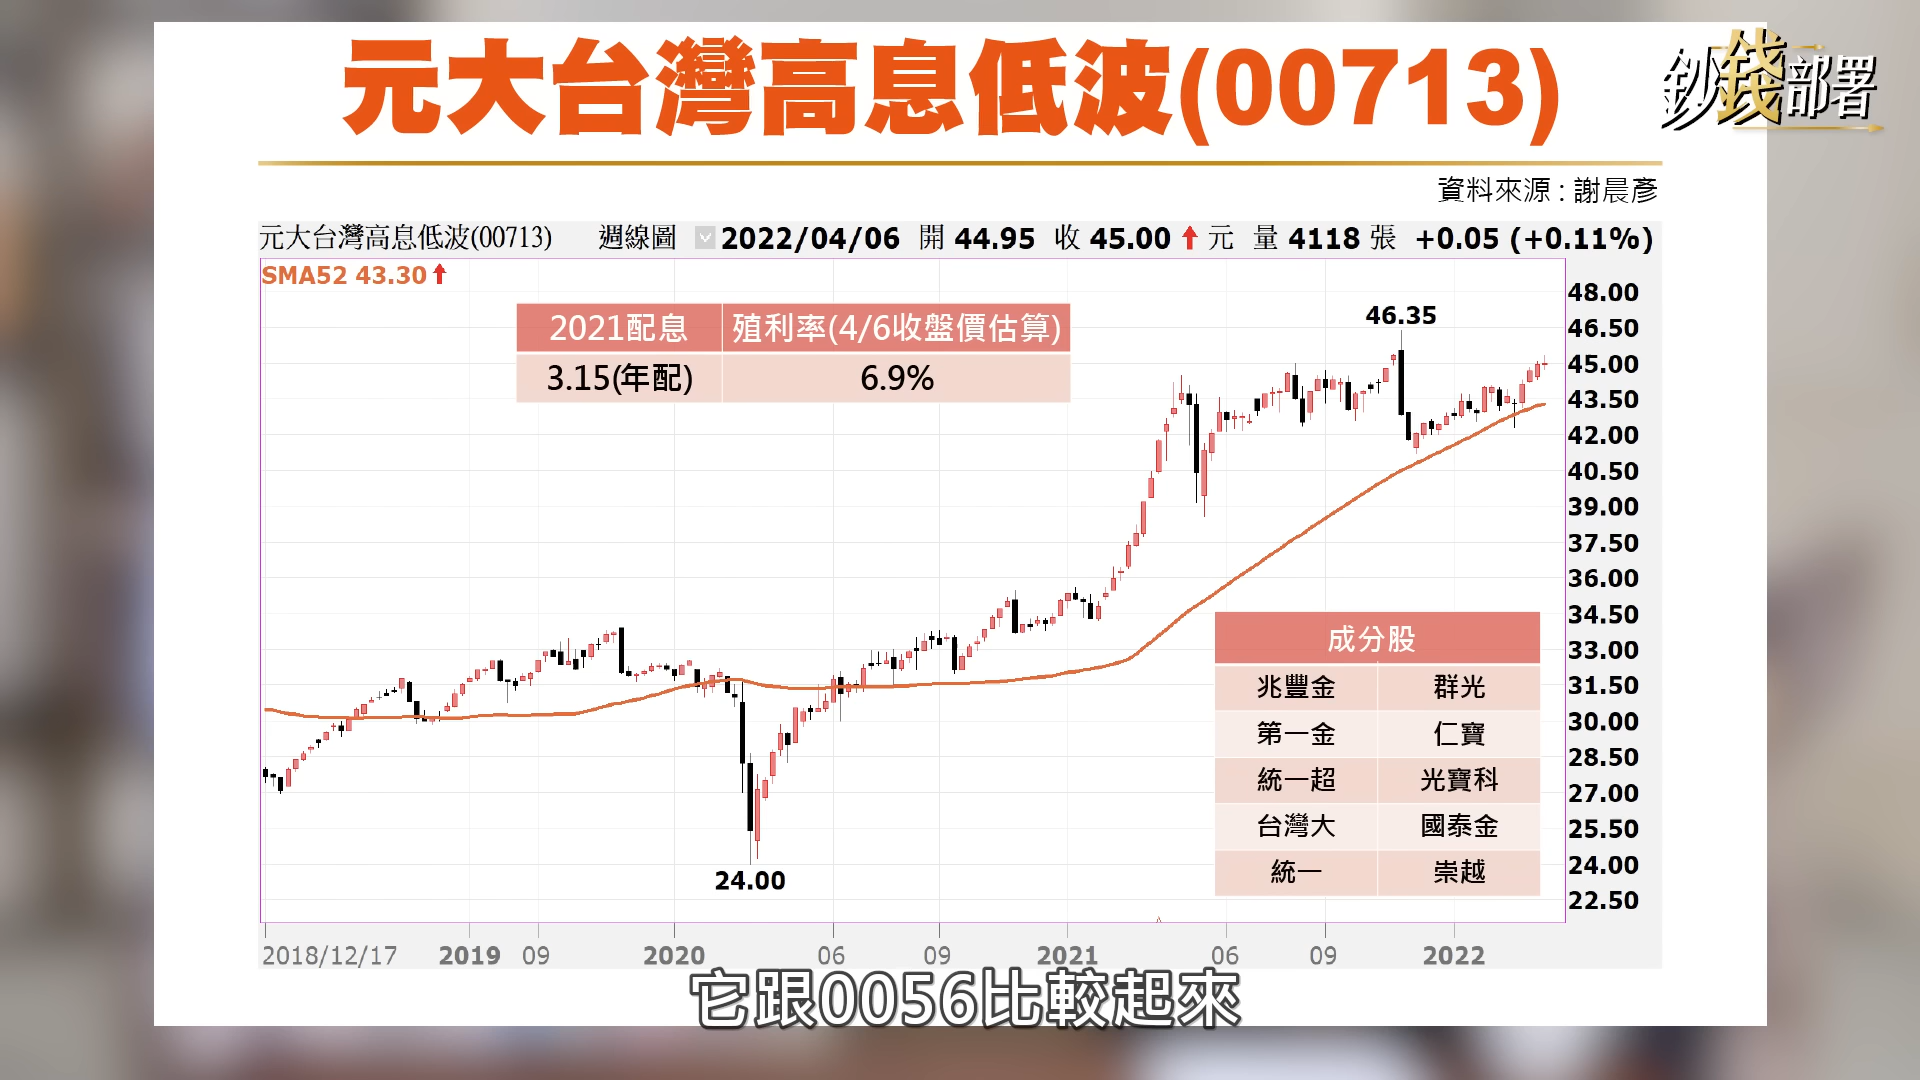 元大台灣高息低波(00713)
鈔錢部署
資料來源:謝晨彥
元大台灣高息低波(00713) 週線圖 2022/04/06 開 44.95 收 45.00 元 量 4118 張 +0.05 (+0.11%)
SMA52 43.30
2021配息 殖利率(4/6收盤價估算)
3.15(年配) 6.9%
46.35
24.00
48.00
46.50
45.00
43.50
42.00
40.50
39.00
37.50
36.00
34.50
33.00
31.50
30.00
28.50
27.00
25.50
24.00
22.50
成分股
兆豐金 群光
第一金 仁寶
統一超 光寶科
台灣大 國泰金
統一 崇越
2018/12/17 2019 09 2020 06 09 2021 06 09 2022
它跟0056比較起來